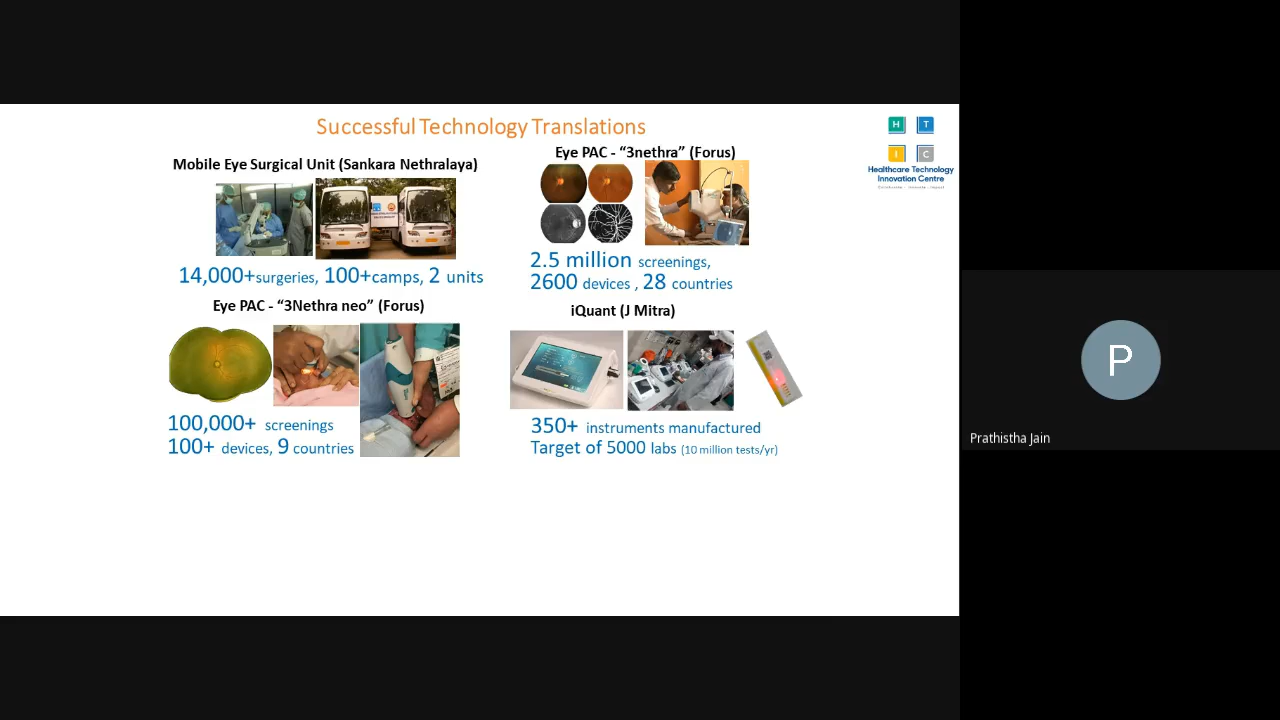 Successful Technology Translations
H T
I C
Healthcare Technology
Innovation Centre
Mobile Eye Surgical Unit (Sankara Nethralaya)
14,000+surgeries, 100+camps, 2 units
Eye PAC - “3nethra” (Forus)
2.5 million screenings,
2600 devices , 28 countries
Eye PAC - “3Nethra neo” (Forus)
100,000+ screenings
100+ devices, 9 countries
iQuant (J Mitra)
350+ instruments manufactured
Target of 5000 labs (10 million tests/yr)
P
Prathistha Jain